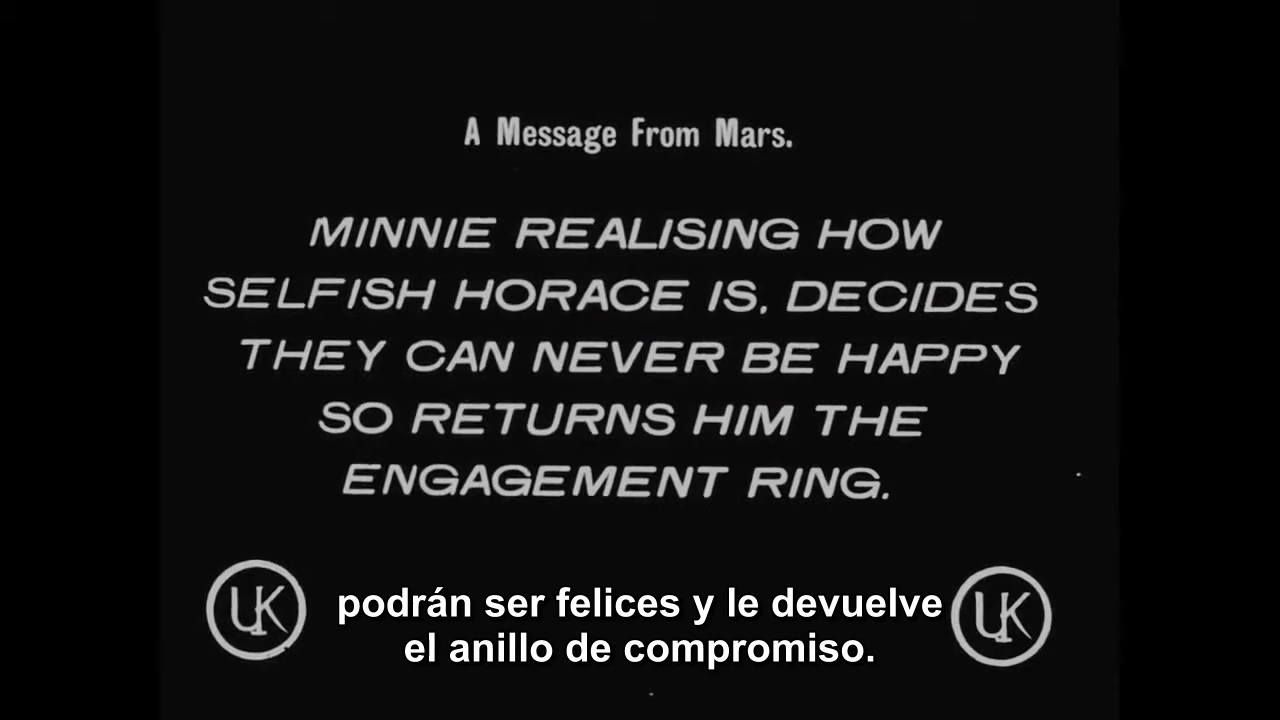 A Message From Mars.
MINNIE REALISING HOW
SELFISH HORACE IS, DECIDES
THEY CAN NEVER BE HAPPY
SO RETURNS HIM THE
ENGAGEMENT RING.
UK
podrán ser felices y le devuelve
UK
el anillo de compromiso.